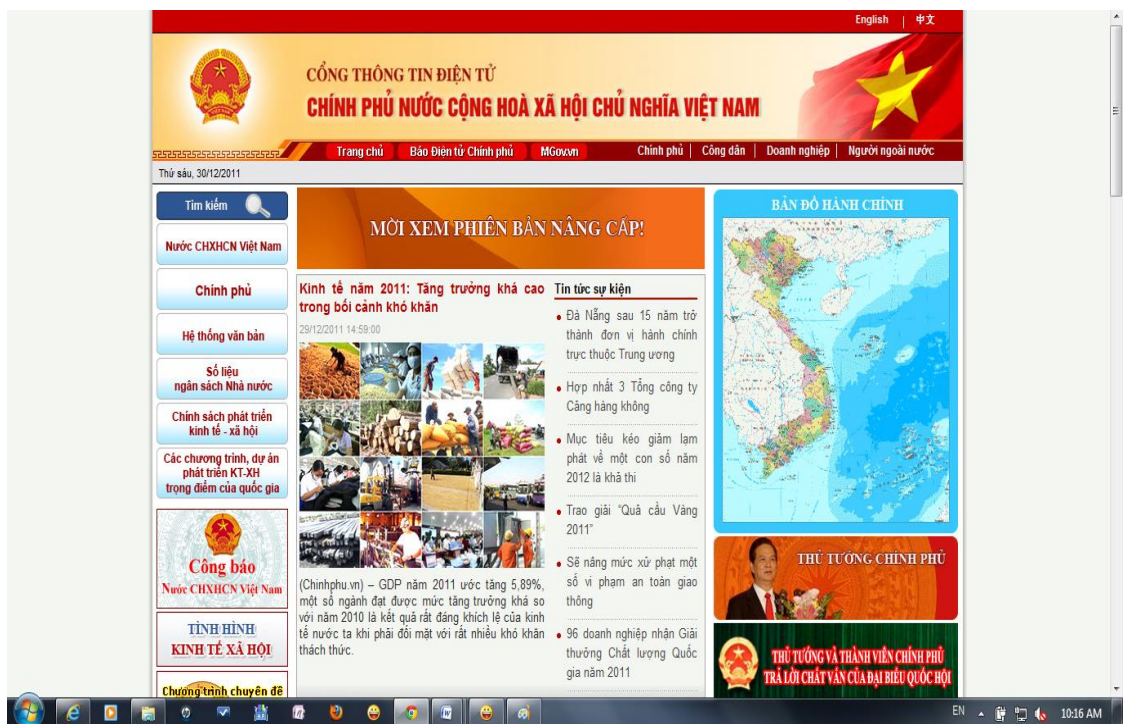 English | 中文
CỔNG THÔNG TIN ĐIỆN TỬ
CHÍNH PHỦ NƯỚC CỘNG HOÀ XÃ HỘI CHỦ NGHĨA VIỆT NAM
Trang chủ Báo Điện tử Chính phủ MGov.vn Chính phủ | Công dân | Doanh nghiệp | Người ngoài nước
Thứ sáu, 30/12/2011
Tìm kiếm
Nước CHXHCN Việt Nam
Chính phủ
Hệ thống văn bản
Số liệu
ngân sách Nhà nước
Chính sách phát triển
kinh tế - xã hội
Các chương trình, dự án
phát triển KT-XH
trọng điểm của quốc gia
Công báo
Nước CHXHCN Việt Nam
TÌNH HÌNH
KINH TẾ XÃ HỘI
Chương trình chuyên đề
MỜI XEM PHIÊN BẢN NÂNG CẤP!
Kinh tế năm 2011: Tăng trưởng khá cao
trong bối cảnh khó khăn
29/12/2011 14:59:00
(Chinhphu.vn) – GDP năm 2011 ước tăng 5,89%,
một số ngành đạt được mức tăng trưởng khá so
với năm 2010 là kết quả rất đáng khích lệ của kinh
tế nước ta khi phải đối mặt với rất nhiều khó khăn
thách thức.
Tin tức sự kiện
Đà Nẵng sau 15 năm trở
thành đơn vị hành chính
trực thuộc Trung ương
Hợp nhất 3 Tổng công ty
Cảng hàng không
Mục tiêu kéo giảm lạm
phát về một con số năm
2012 là khả thi
Trao giải “Quả cầu Vàng
2011”
Sẽ nâng mức xử phạt một
số vi phạm an toàn giao
thông
96 doanh nghiệp nhận Giải
thưởng Chất lượng Quốc
gia năm 2011
BẢN ĐỒ HÀNH CHÍNH
THỦ TƯỚNG CHÍNH PHỦ
THỦ TƯỚNG VÀ THÀNH VIÊN CHÍNH PHỦ
TRẢ LỜI CHẤT VẤN CỦA ĐẠI BIỂU QUỐC HỘI
EN 10:16 AM